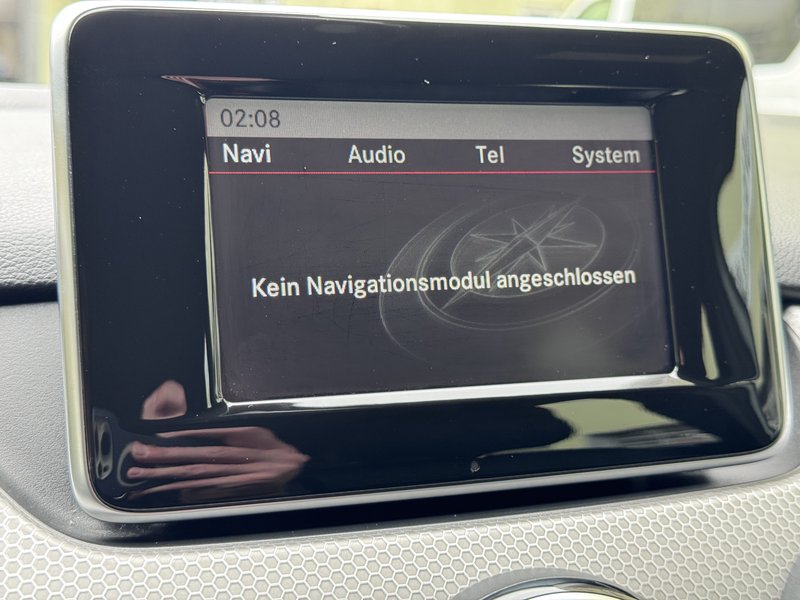 02:08
Navi Audio Tel System
Kein Navigationsmodul angeschlossen